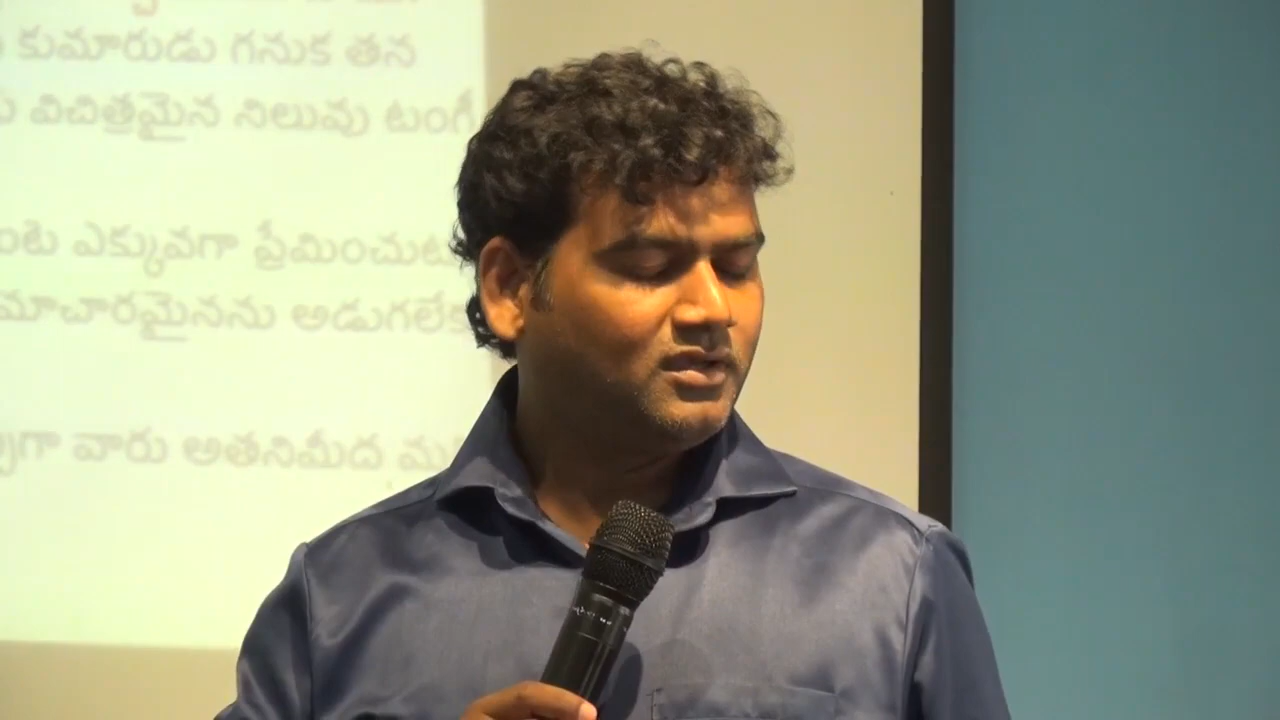 కుమారుడు గనుక తన
విచిత్రమైన నిలువు టంగీ
ఎక్కువగా ప్రేమించుట
మాచారమైనను అడుగలేక
వారు అతనిమీద